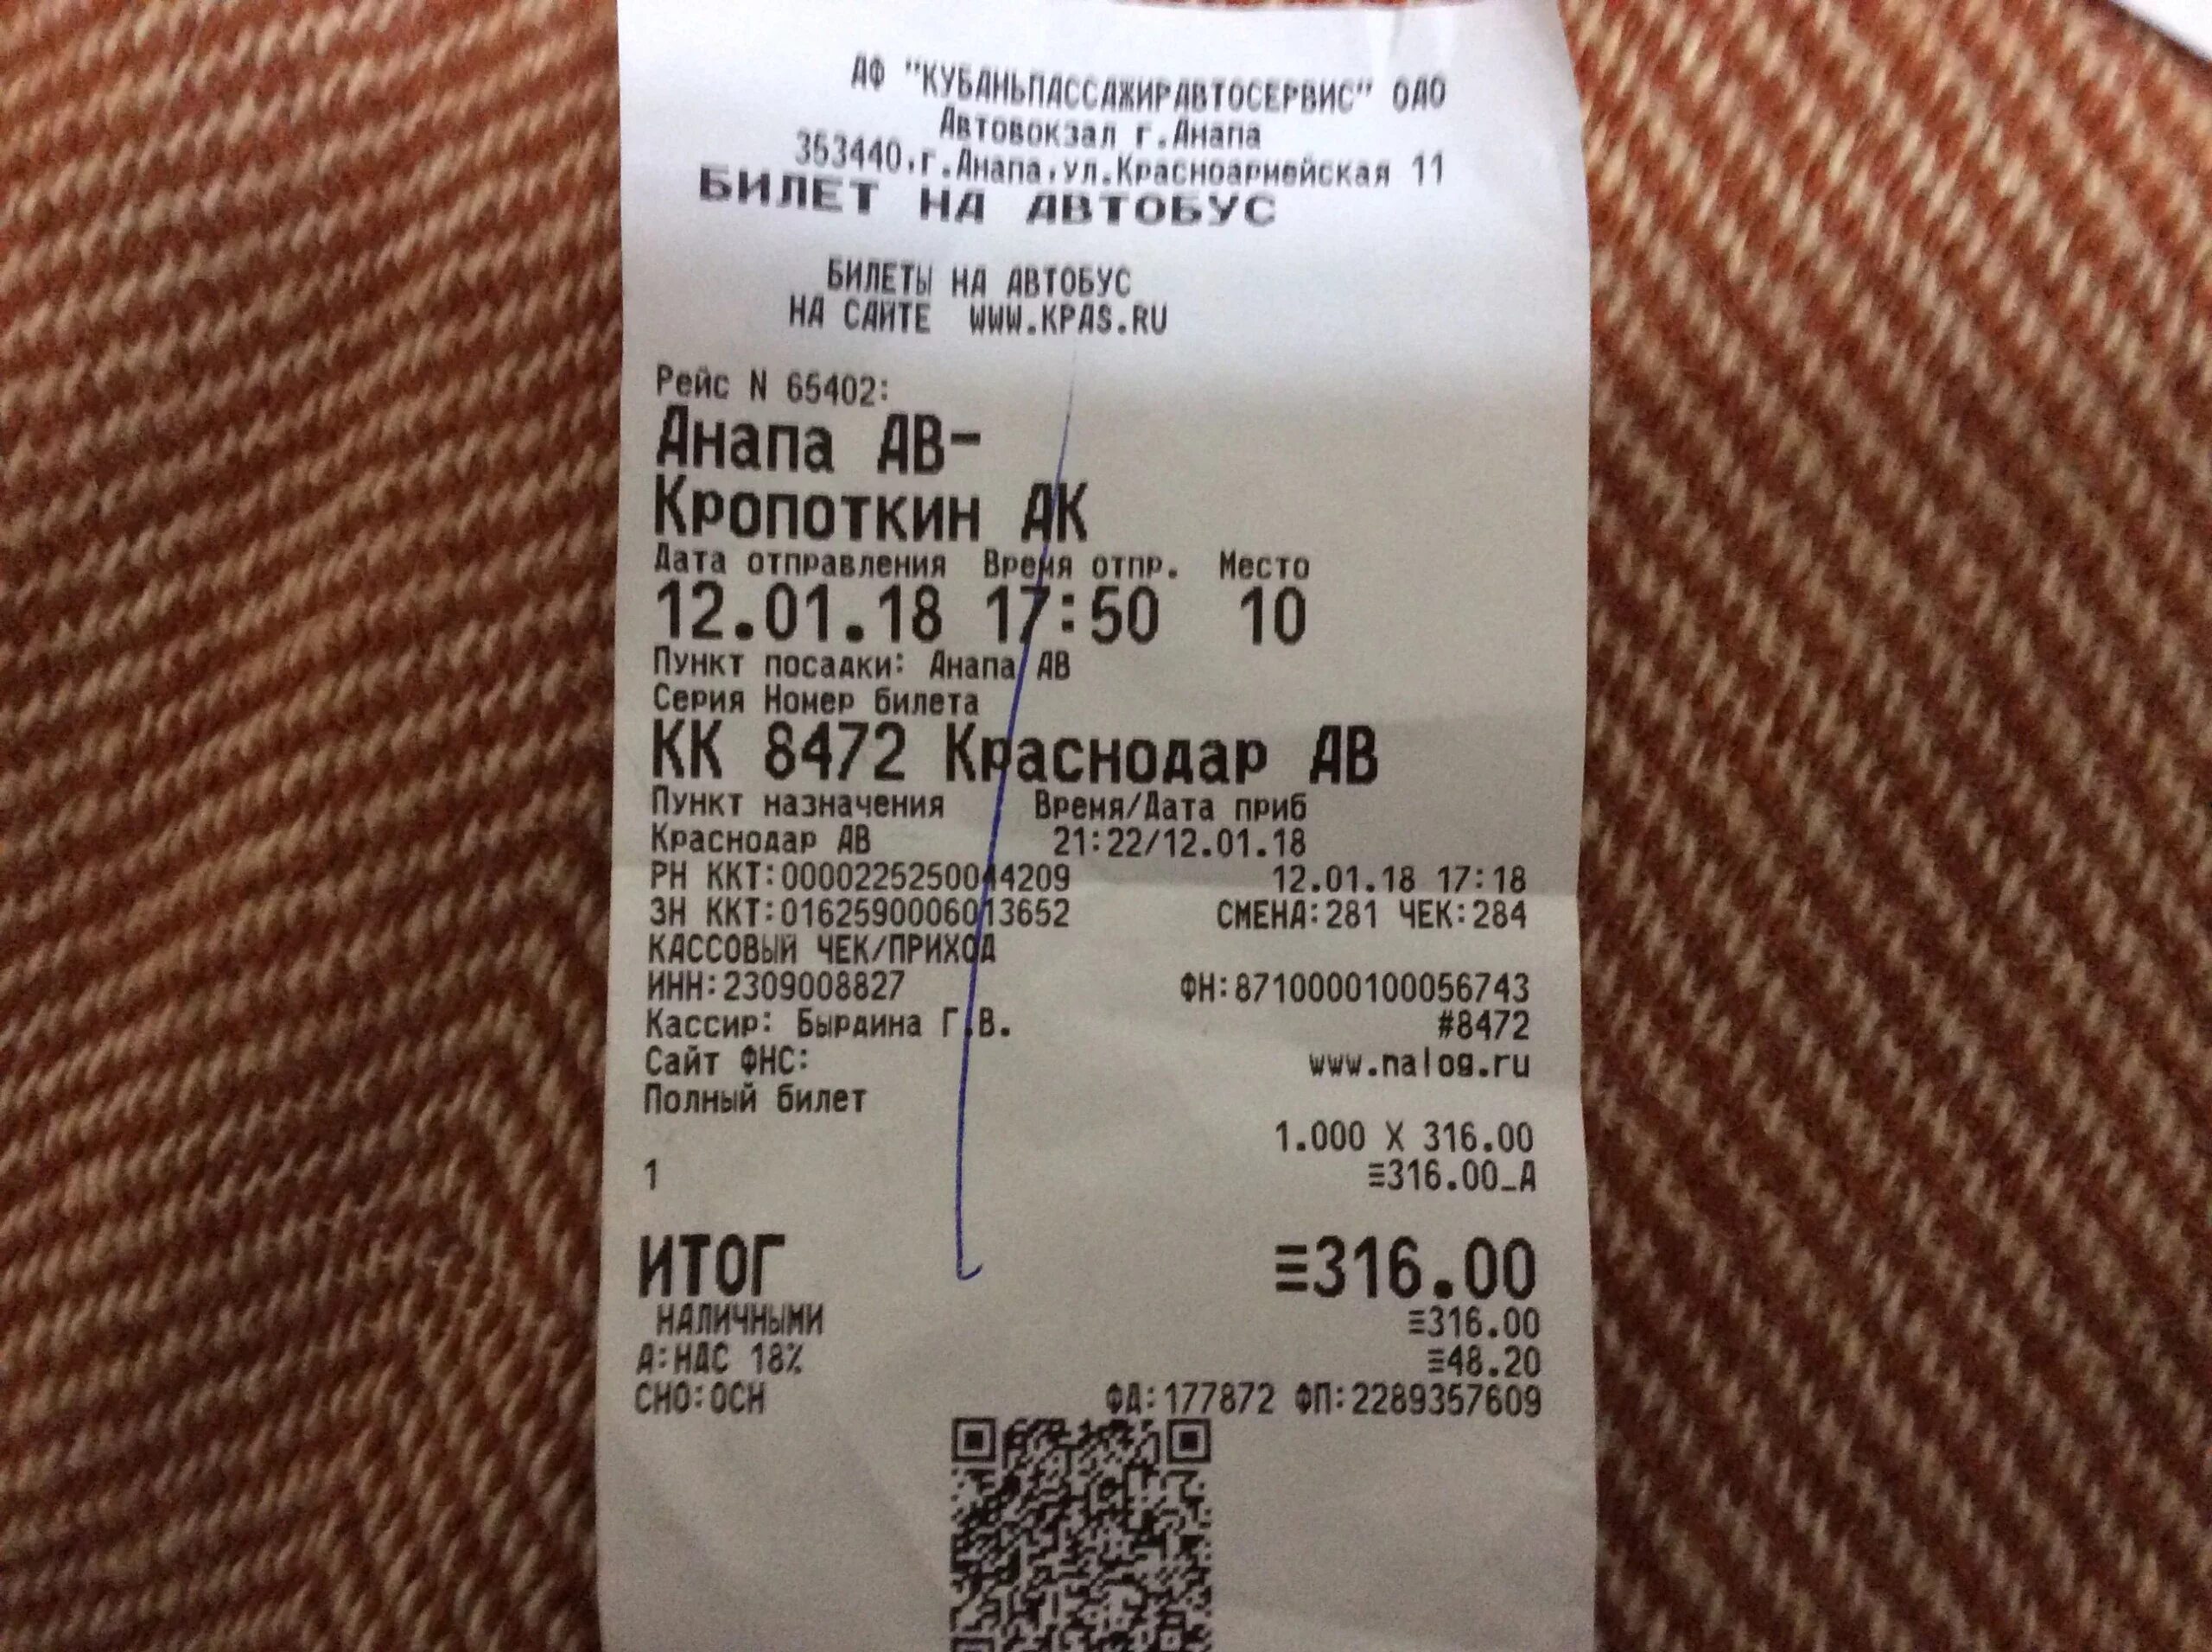 АФ "КУБАНЬПАССАЖИРАВТОСЕРВИС" ОАО
Автовокзал г.Анапа
353440,г.Анапа,ул.Красноармейская 11
БИЛЕТ НА АВТОБУС
БИЛЕТЫ НА АВТОБУС
НА САЙТЕ WWW.KPAS.RU
Рейс N 65402:
Анапа АВ-
Кропоткин АК
Дата отправления Время отпр. Место
12.01.18 17:50 10
Пункт посадки: Анапа АВ
Серия Номер билета
КК 8472 Краснодар АВ
Пункт назначения Время/Дата приб
Краснодар АВ 21:22/12.01.18
РН ККТ:0000225250044209 12.01.18 17:18
ЗН ККТ:0162590006013652 СМЕНА:281 ЧЕК:284
КАССОВЫЙ ЧЕК/ПРИХОД
ИНН:2309008827 ФН:8710000100056743
Кассир: Бырдина Г.В. #8472
Сайт ФНС: www.nalog.ru
Полный билет
1.000 X 316.00
1 ≡316.00_А
ИТОГ ≡316.00
НАЛИЧНЫМИ ≡316.00
А:НДС 18% ≡48.20
СНО:ОСН ФД:177872 ФП:2289357609